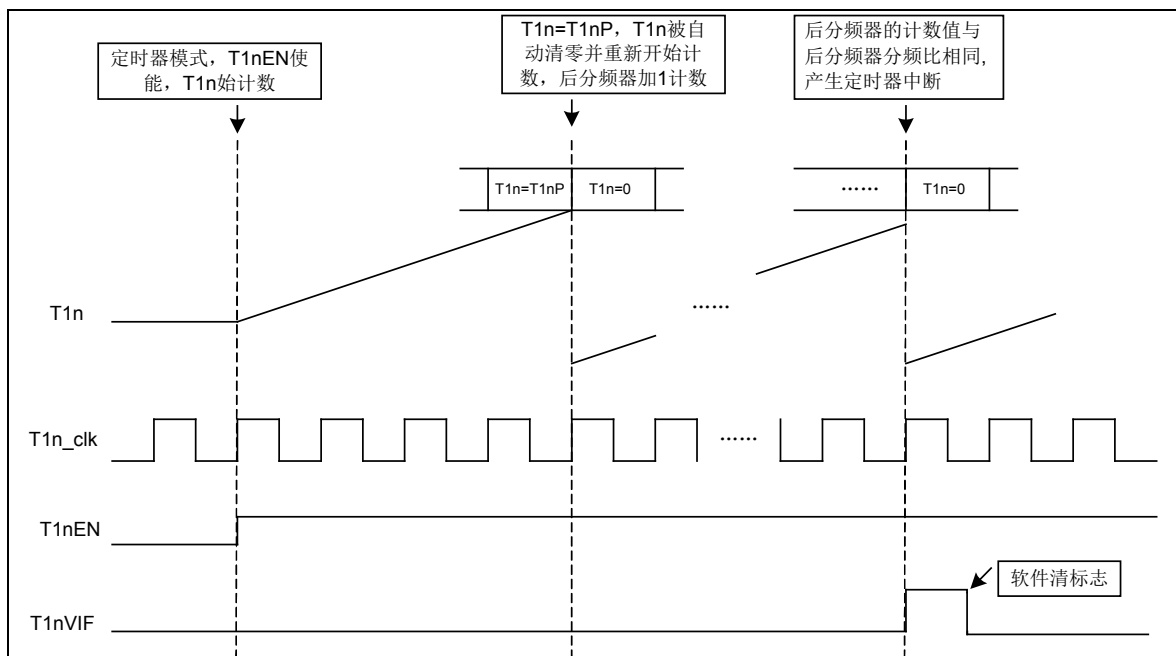 定时器模式，T1nEN使
能，T1n始计数
T1n=T1nP，T1n被自
动清零并重新开始计
数，后分频器加1计数
后分频器的计数值与
后分频器分频比相同,
产生定时器中断
T1n=T1nP
T1n=0
……
T1n=0
T1n
……
T1n_clk
……
T1nEN
软件清标志
T1nVIF